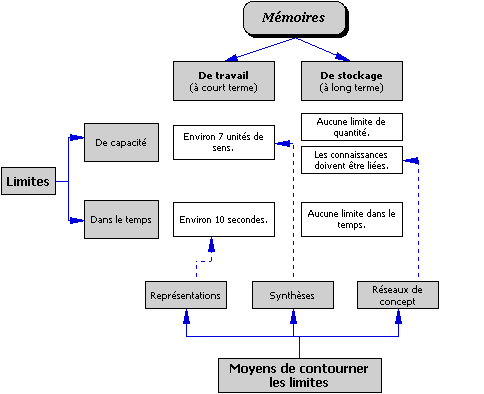 Mémoires
De travail
(à court terme)
De stockage
(à long terme)
Limites
De capacité
Environ 7 unités de
sens.
Aucune limite de
quantité.
Les connaissances
doivent être liées.
Dans le temps
Environ 10 secondes.
Aucune limite dans le
temps.
Représentations
Synthèses
Réseaux de
concept
Moyens de contourner
les limites